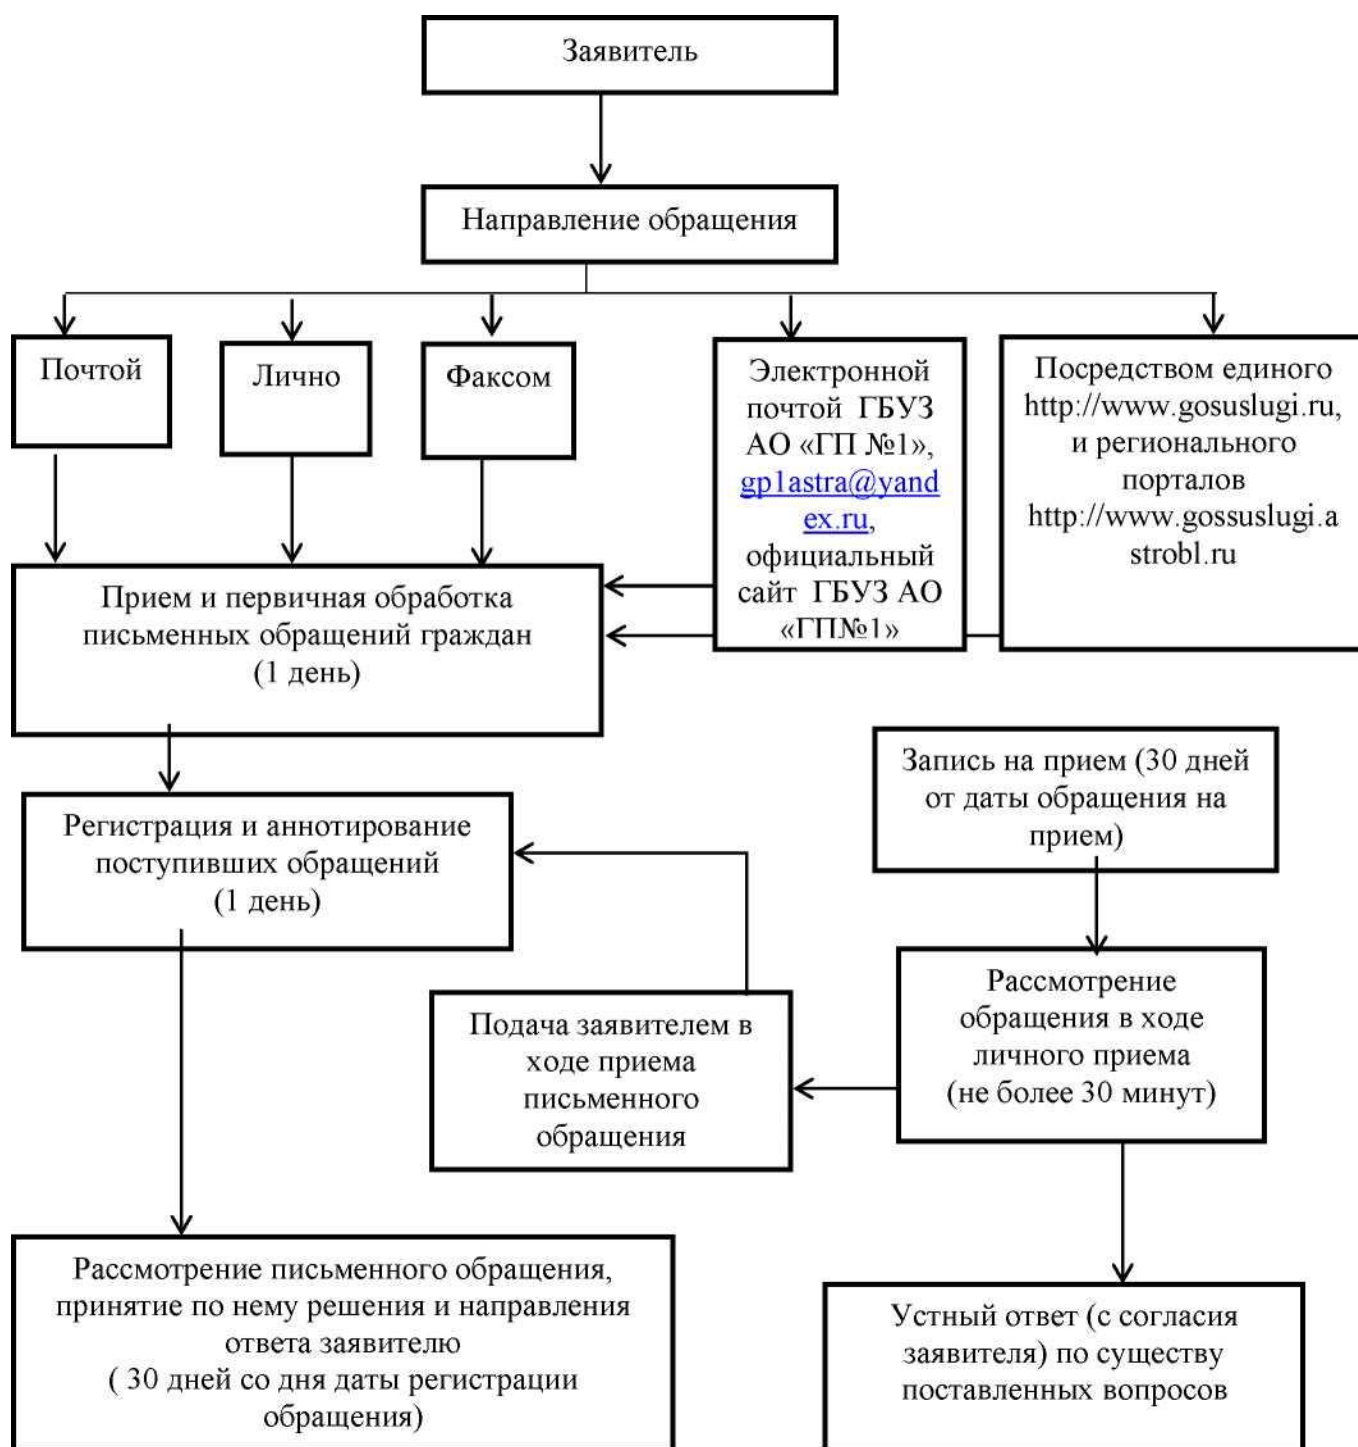 Заявитель
Направление обращения
Почтой
Лично
Факсом
Электронной
почтой ГБУЗ
АО «ГП №1»,
gp1astra@yand
ex.ru,
официальный
сайт ГБУЗ АО
«ГП№1»
Посредством единого
http://www.gosuslugi.ru,
и регионального
порталов
http://www.gossuslugi.a
strobl.ru
Прием и первичная обработка
письменных обращений граждан
(1 день)
Запись на прием (30 дней
от даты обращения на
прием)
Регистрация и аннотирование
поступивших обращений
(1 день)
Рассмотрение
обращения в ходе
личного приема
(не более 30 минут)
Подача заявителем в
ходе приема
письменного
обращения
Рассмотрение письменного обращения,
принятие по нему решения и направления
ответа заявителю
( 30 дней со дня даты регистрации
обращения)
Устный ответ (с согласия
заявителя) по существу
поставленных вопросов